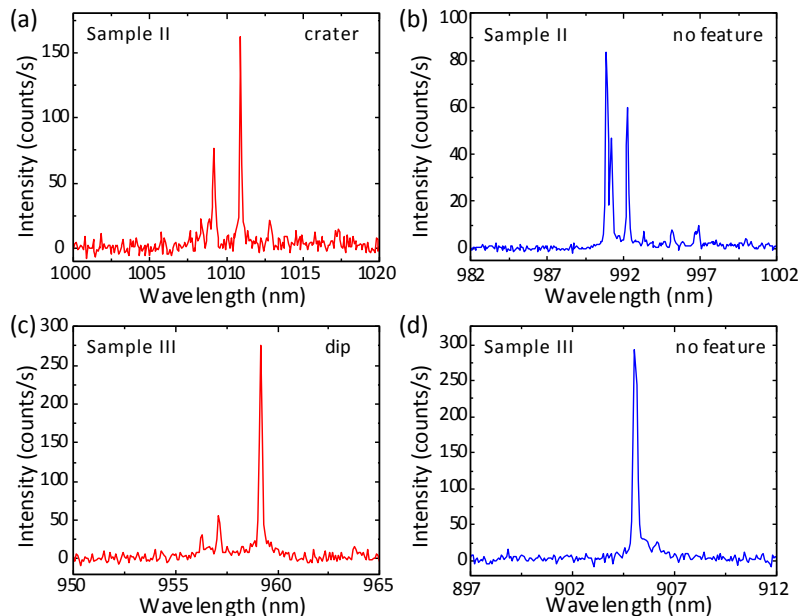 (a)
Sample II crater
Intensity (counts/s)
150
100
50
0
1000 1005 1010 1015 1020
Wavelength (nm)
(b)
Sample II no feature
Intensity (counts/s)
100
80
60
40
20
0
982 987 992 997 1002
Wavelength (nm)
(c)
Sample III dip
Intensity (counts/s)
300
250
200
150
100
50
0
950 955 960 965
Wavelength (nm)
(d)
Sample III no feature
Intensity (counts/s)
300
250
200
150
100
50
0
897 902 907 912
Wavelength (nm)